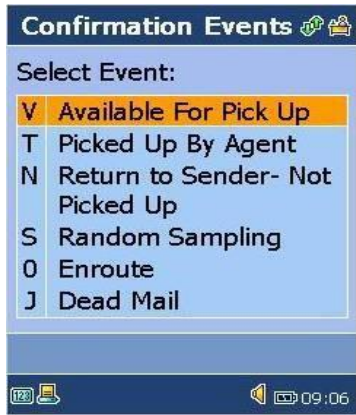 Confirmation Events
Select Event:
V Available For Pick Up
T Picked Up By Agent
N Return to Sender- Not
Picked Up
S Random Sampling
0 Enroute
J Dead Mail
123 09:06